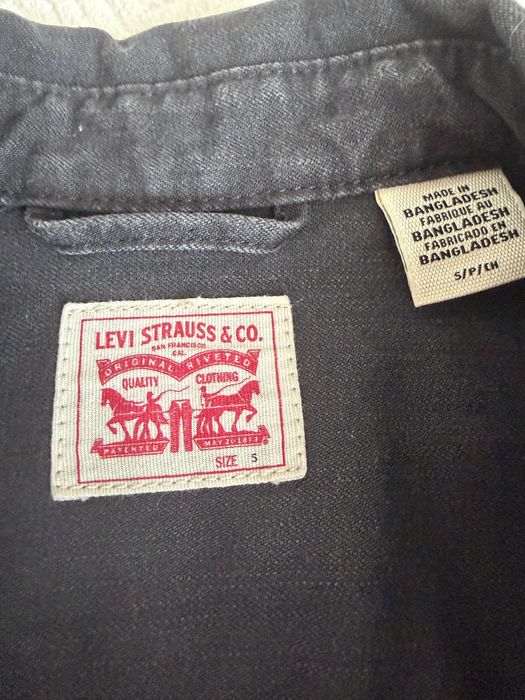 MADE IN
BANGLADESH
FABRIQUE AU
BANGLADESH
FABRICADO EN
BANGLADESH
S/P/CH
LEVI STRAUSS & CO.
SAN FRANCISCO
CAL
ORIGINAL RIVETED
QUALITY CLOTHING
PATENTED MAY 20 1873
SIZE S